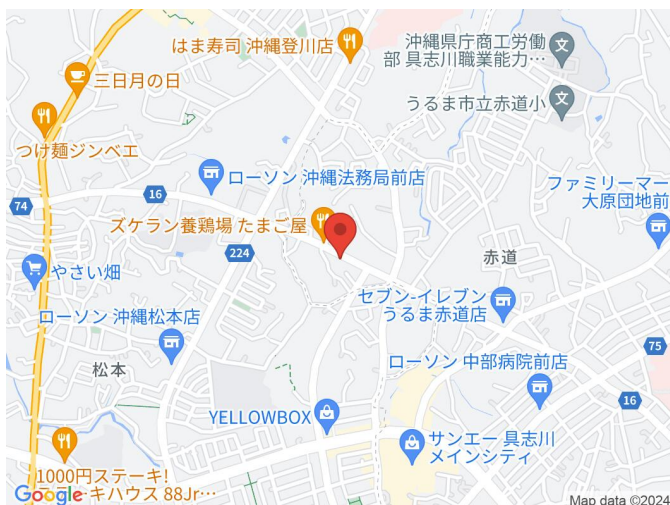 はま寿司 沖縄登川店
沖縄県庁商工労働
部 具志川職業能力…
三日月の日
うるま市立赤道小
つけ麺ジンベエ
ローソン 沖縄法務局前店
16
74
ファミリーマー
大原団地前
ズケラン養鶏場 たまご屋
224
赤道
やさい畑
セブン-イレブン
うるま赤道店
ローソン 沖縄松本店
75
松本
ローソン 中部病院前店
16
YELLOWBOX
サンエー 具志川
メインシティ
1000円ステーキ!
ーキハウス 88Jr…
Google
Map data ©2024